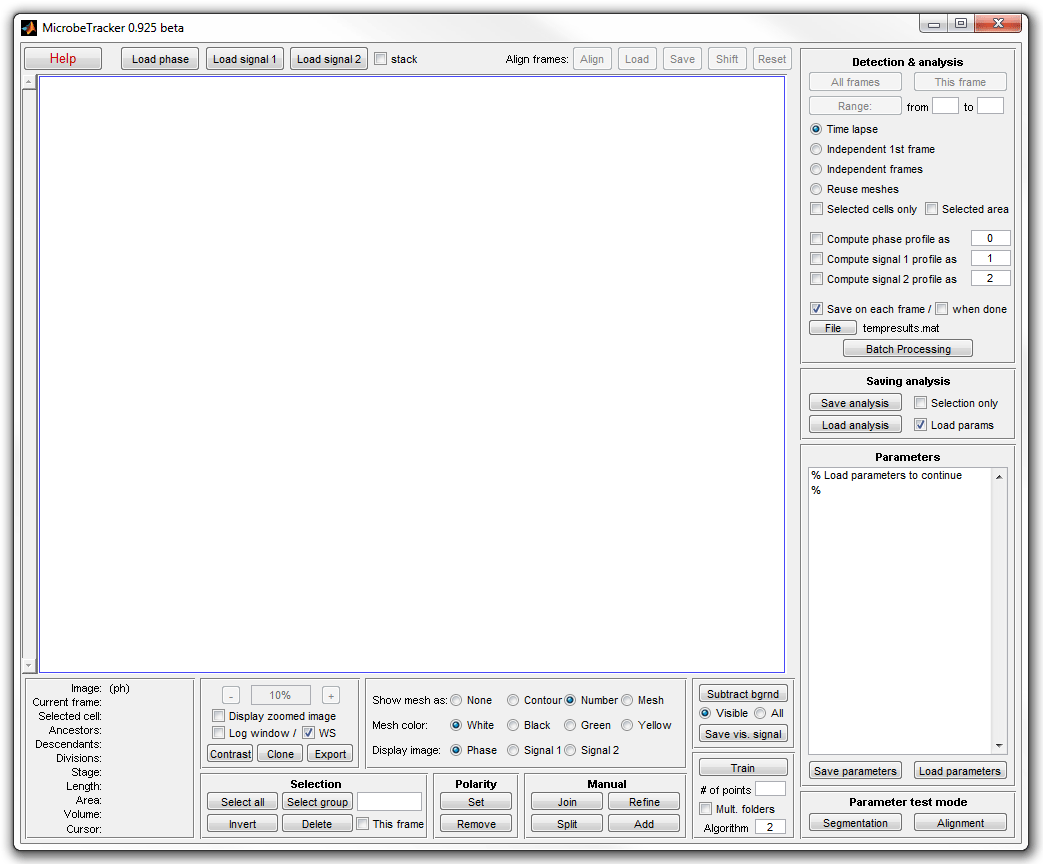 MicrobeTracker 0.925 beta
Help Load phase Load signal 1 Load signal 2 stack Align frames: Align Load Save Shift Reset
Detection & analysis
All frames This frame
Range: from to
Time lapse
Independent 1st frame
Independent frames
Reuse meshes
Selected cells only Selected area
Compute phase profile as 0
Compute signal 1 profile as 1
Compute signal 2 profile as 2
Save on each frame / when done
File tempresults.mat
Batch Processing
Saving analysis
Save analysis Selection only
Load analysis Load params
Parameters
% Load parameters to continue
%
Save parameters Load parameters
Parameter test mode
Segmentation Alignment
Image: (ph)
Current frame:
Selected cell:
Ancestors:
Descendants:
Divisions:
Stage:
Length:
Area:
Volume:
Cursor:
- 10% +
Display zoomed image
Log window / WS
Contrast Clone Export
Show mesh as: None Contour Number Mesh
Mesh color: White Black Green Yellow
Display image: Phase Signal 1 Signal 2
Subtract bgrnd
Visible All
Save vis. signal
Selection
Select all Select group
Invert Delete This frame
Polarity
Set
Remove
Manual
Join Refine
Split Add
Train
# of points
Mult. folders
Algorithm 2